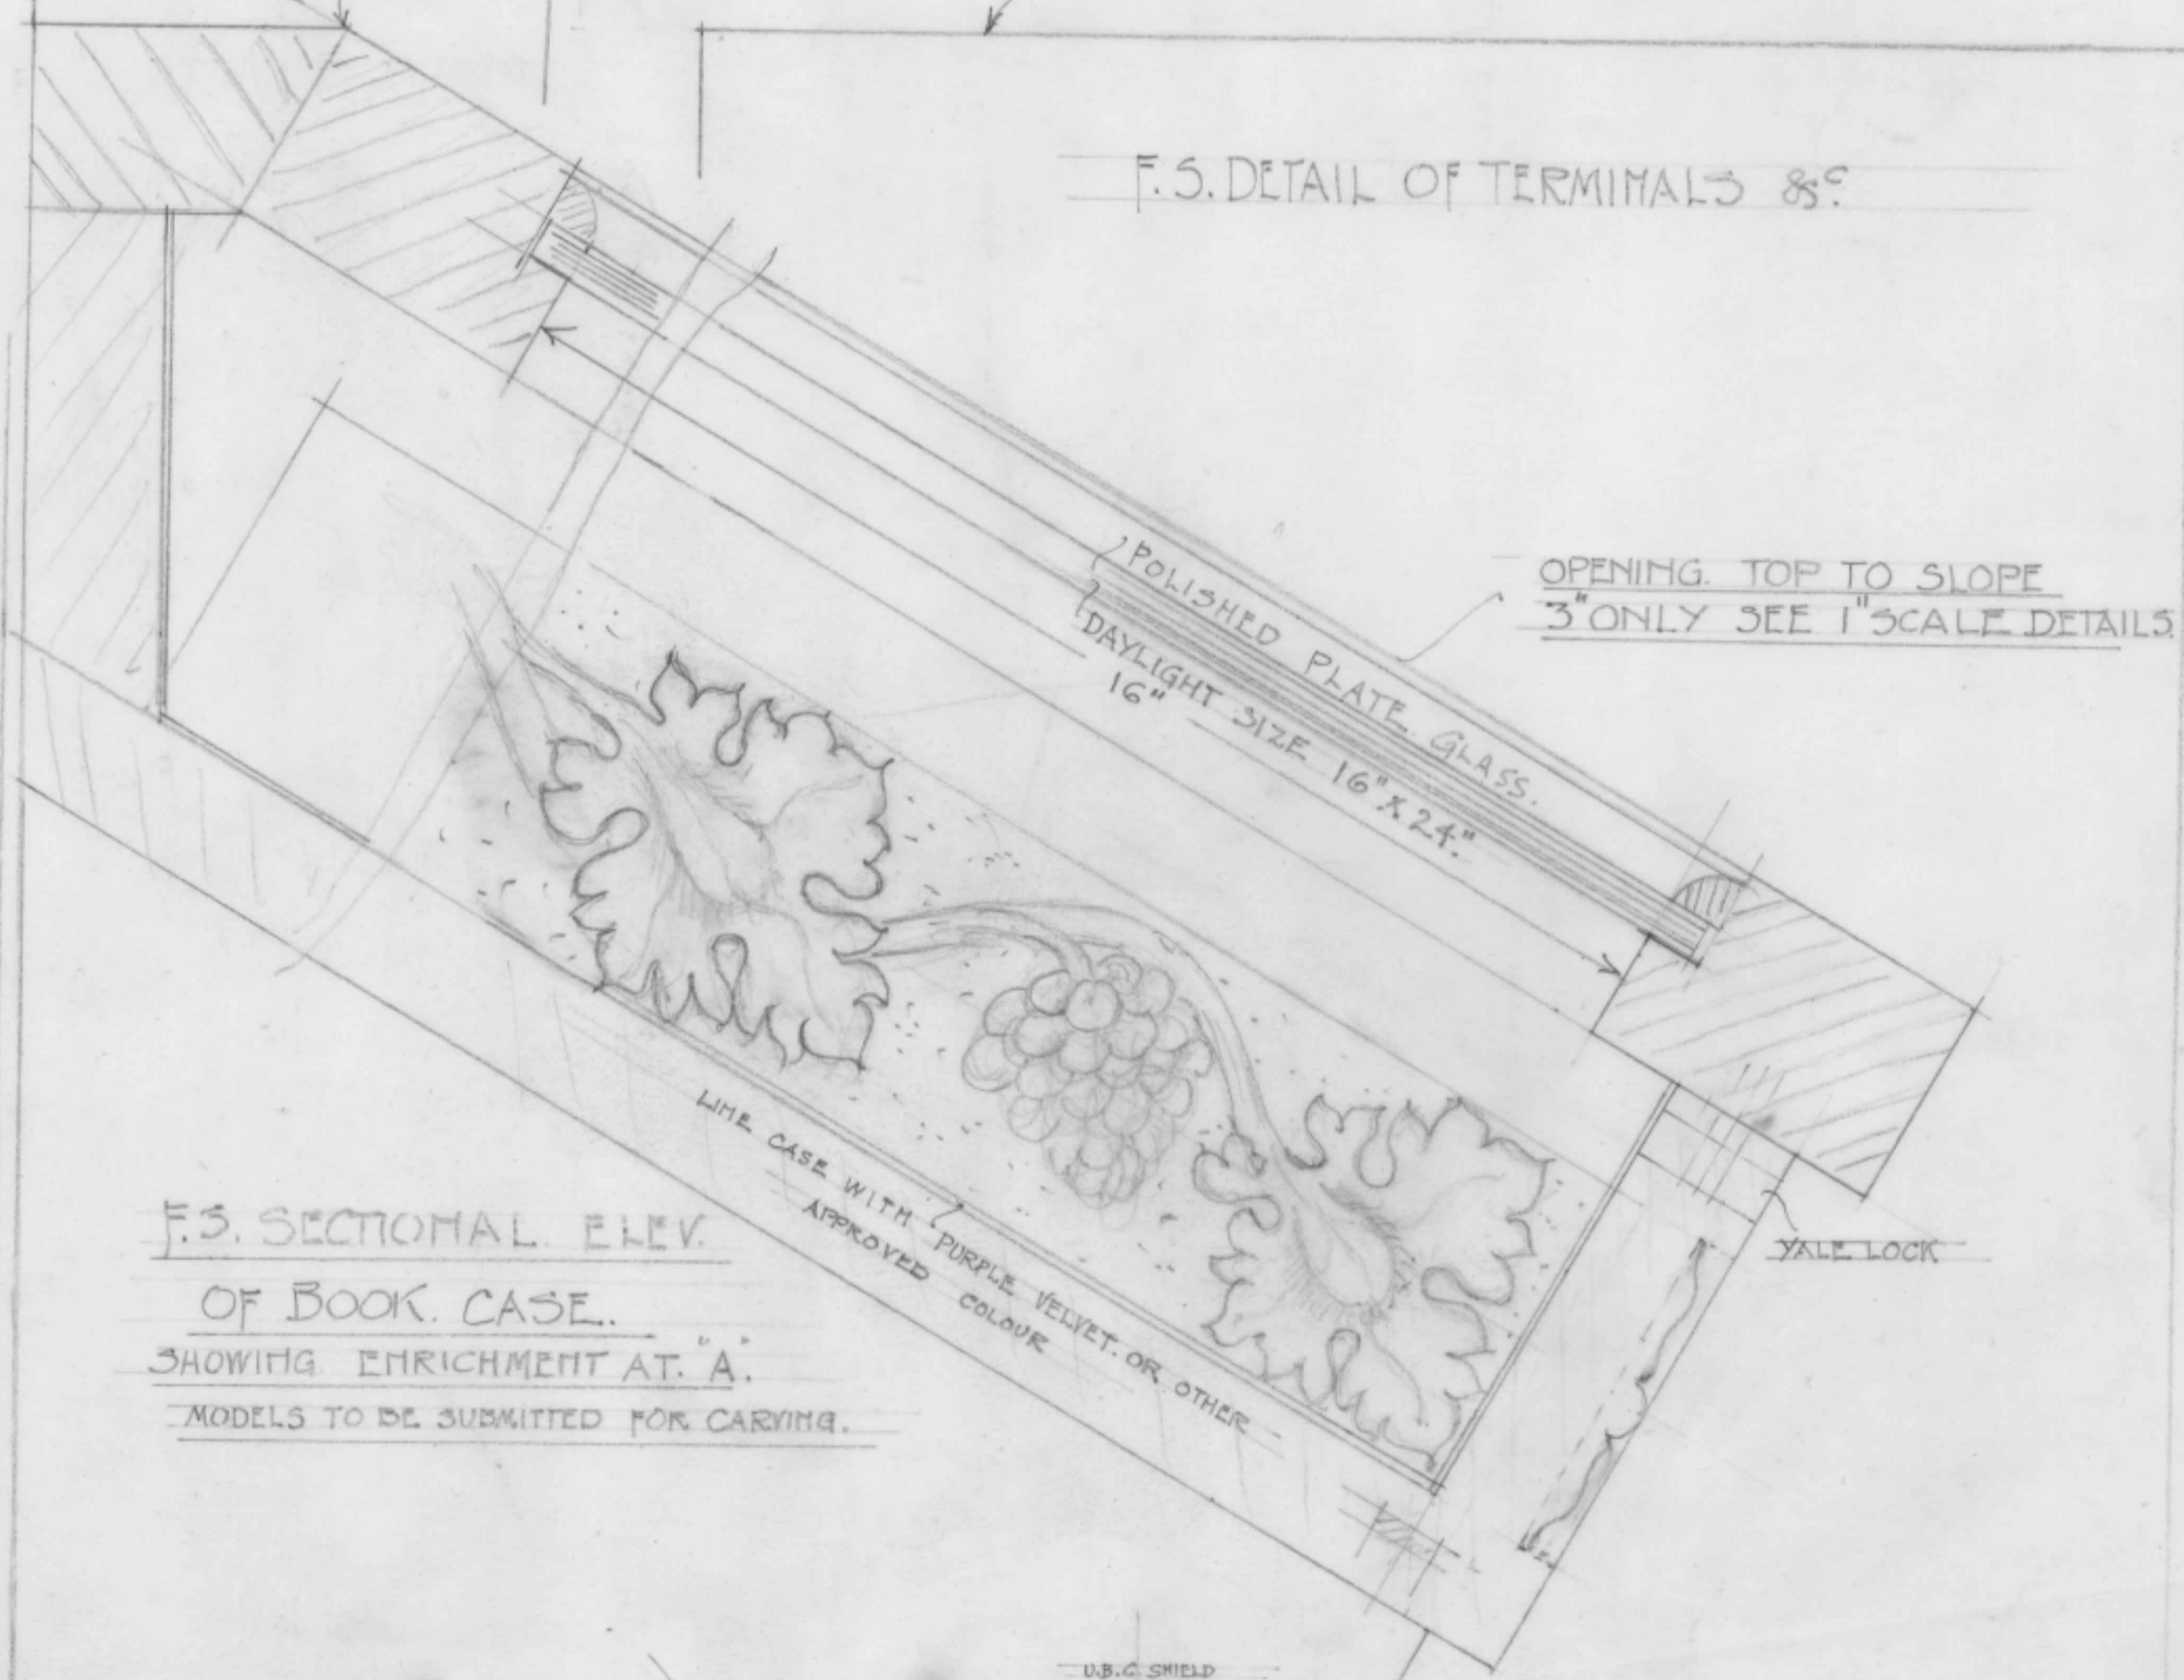 F.S. DETAIL OF TERMINALS &c.
OPENING. TOP TO SLOPE
3" ONLY SEE 1" SCALE DETAILS.
POLISHED PLATE GLASS.
DAYLIGHT SIZE 16" X 24".
16"
LINE CASE WITH PURPLE VELVET. OR OTHER
APPROVED COLOUR
YALE LOCK
F.S. SECTIONAL ELEV.
OF BOOK. CASE.
SHOWING ENRICHMENT AT. "A".
MODELS TO BE SUBMITTED FOR CARVING.
U.B.C. SHIELD